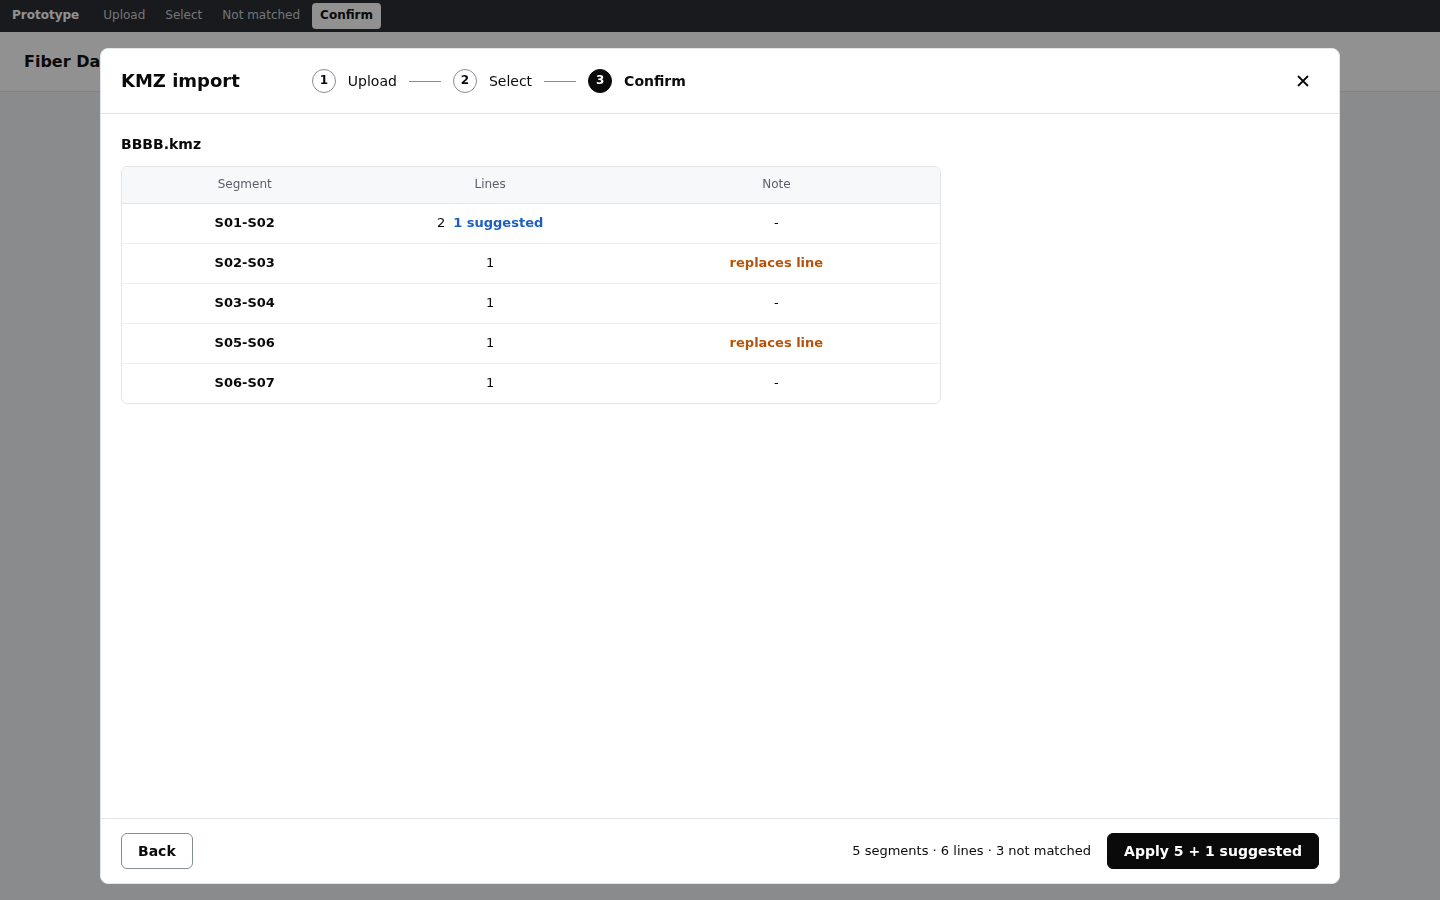 Prototype Upload Select Not matched Confirm
Fiber Da
KMZ import 1 Upload 2 Select 3 Confirm ✕
BBBB.kmz
Segment Lines Note
S01-S02 2 1 suggested -
S02-S03 1 replaces line
S03-S04 1 -
S05-S06 1 replaces line
S06-S07 1 -
Back 5 segments · 6 lines · 3 not matched Apply 5 + 1 suggested